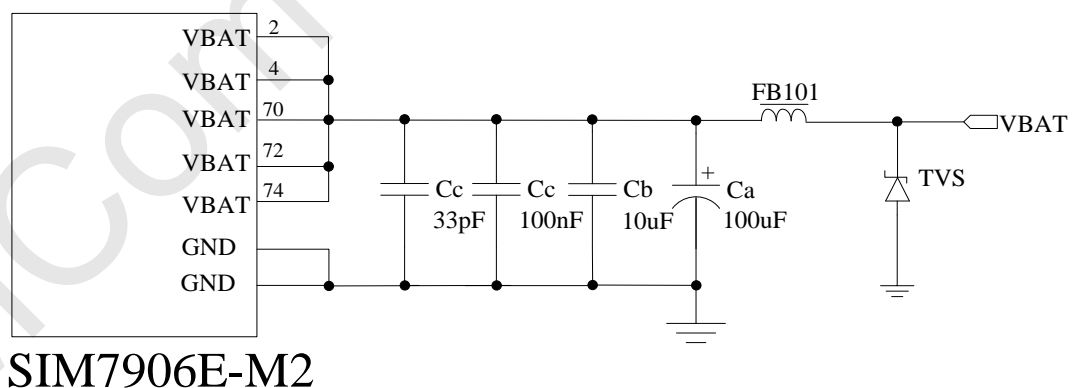 VBAT 2
VBAT 4
VBAT 70
VBAT 72
VBAT 74
GND
GND
Cc
33pF
Cc
100nF
Cb
10uF
+
Ca
100uF
FB101
TVS
VBAT
SIM7906E-M2